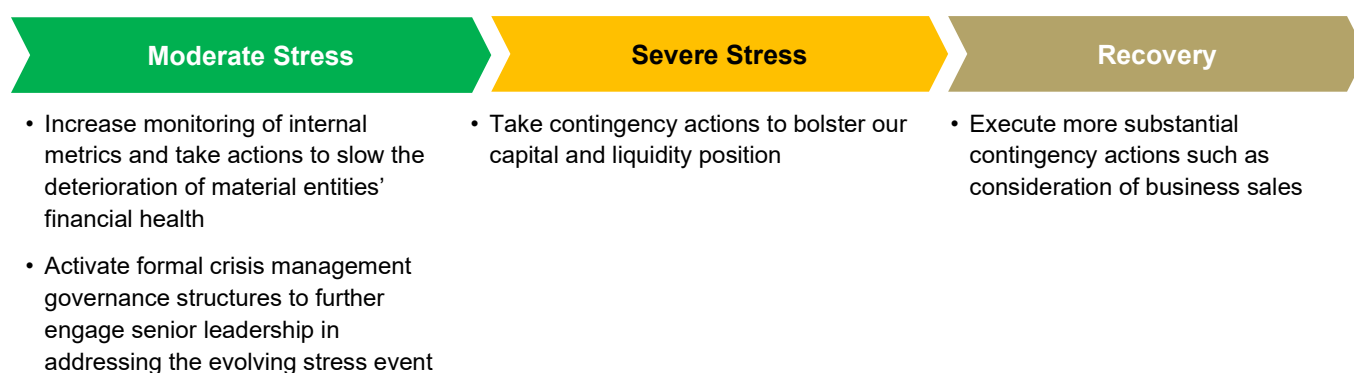 Moderate Stress
• Increase monitoring of internal
metrics and take actions to slow the
deterioration of material entities’
financial health
• Activate formal crisis management
governance structures to further
engage senior leadership in
addressing the evolving stress event
Severe Stress
• Take contingency actions to bolster our
capital and liquidity position
Recovery
• Execute more substantial
contingency actions such as
consideration of business sales